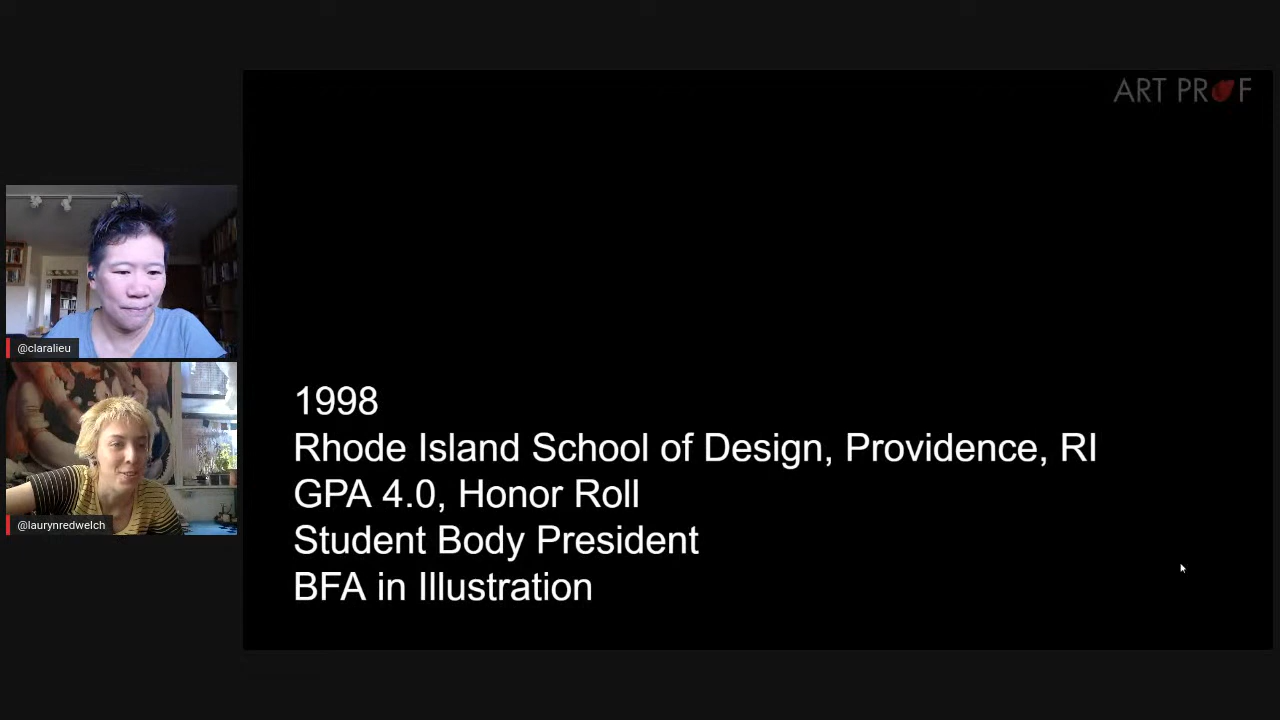 ART PROF
@claralieu
@laurynredwelch
1998
Rhode Island School of Design, Providence, RI
GPA 4.0, Honor Roll
Student Body President
BFA in Illustration